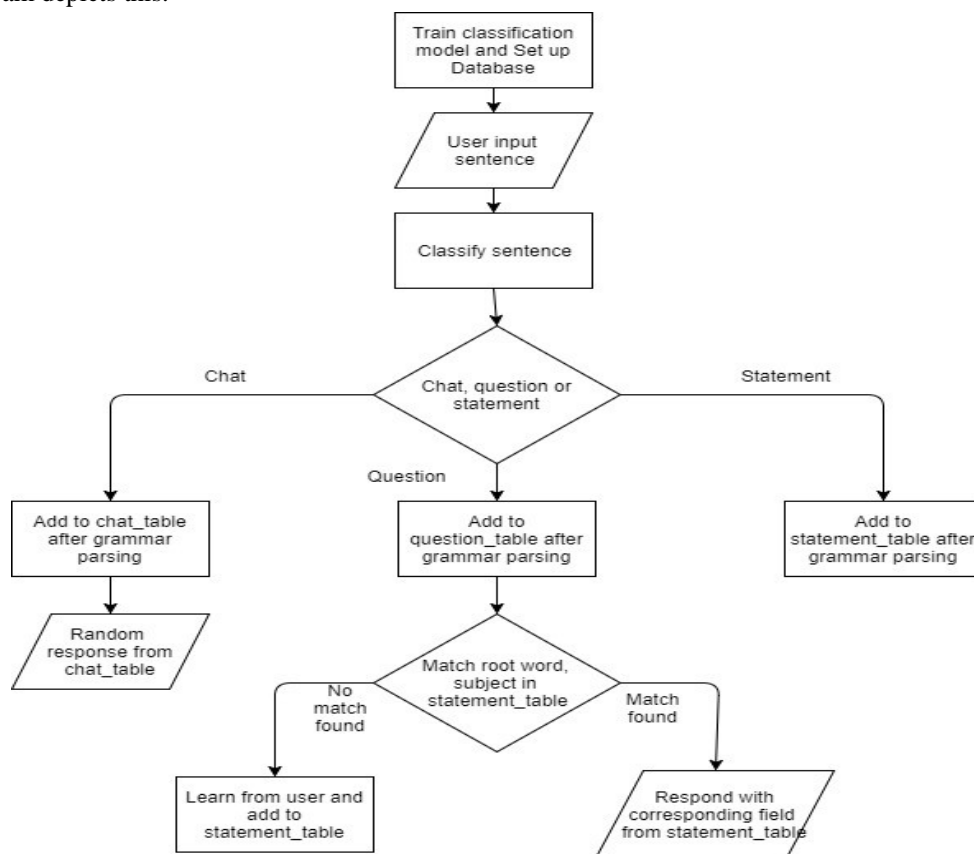 am depicts this:
Train classification
model and Set up
Database
User input
sentence
Classify sentence
Chat
Statement
Chat, question or
statement
Question
Add to chat_table
after grammar
parsing
Add to
question_table after
grammar parsing
Add to
statement_table after
grammar parsing
Random
response from
chat_table
Match root word,
subject in
statement_table
No
match
found
Match
found
Learn from user and
add to
statement_table
Respond with
corresponding field
from statement_table